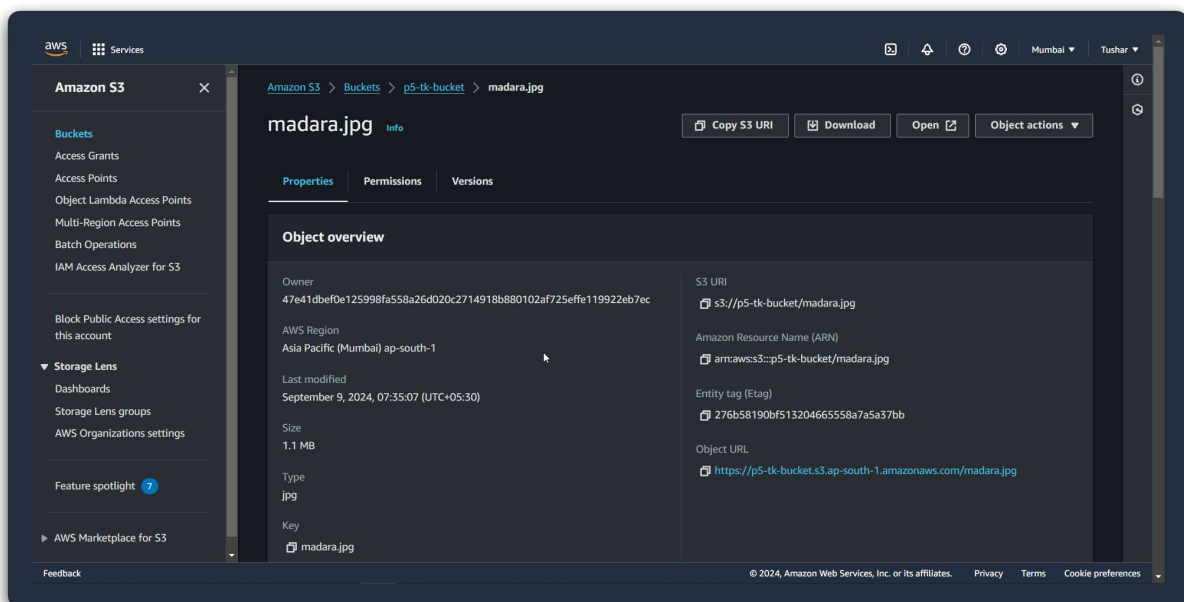 aws
Services
Mumbai ▼
Tushar ▼
Amazon S3
Buckets
Access Grants
Access Points
Object Lambda Access Points
Multi-Region Access Points
Batch Operations
IAM Access Analyzer for S3
Block Public Access settings for
this account
▼ Storage Lens
Dashboards
Storage Lens groups
AWS Organizations settings
Feature spotlight 7
▶ AWS Marketplace for S3
Amazon S3 > Buckets > p5-tk-bucket > madara.jpg
madara.jpg Info
Copy S3 URI
Download
Open
Object actions ▼
Properties
Permissions
Versions
Object overview
Owner
47e41dbef0e125998fa558a26d020c2714918b880102af725effe119922eb7ec
AWS Region
Asia Pacific (Mumbai) ap-south-1
Last modified
September 9, 2024, 07:35:07 (UTC+05:30)
Size
1.1 MB
Type
jpg
Key
madara.jpg
S3 URI
s3://p5-tk-bucket/madara.jpg
Amazon Resource Name (ARN)
arn:aws:s3:::p5-tk-bucket/madara.jpg
Entity tag (Etag)
276b58190bf513204665558a7a5a37bb
Object URL
https://p5-tk-bucket.s3.ap-south-1.amazonaws.com/madara.jpg
Feedback
© 2024, Amazon Web Services, Inc. or its affiliates.
Privacy
Terms
Cookie preferences